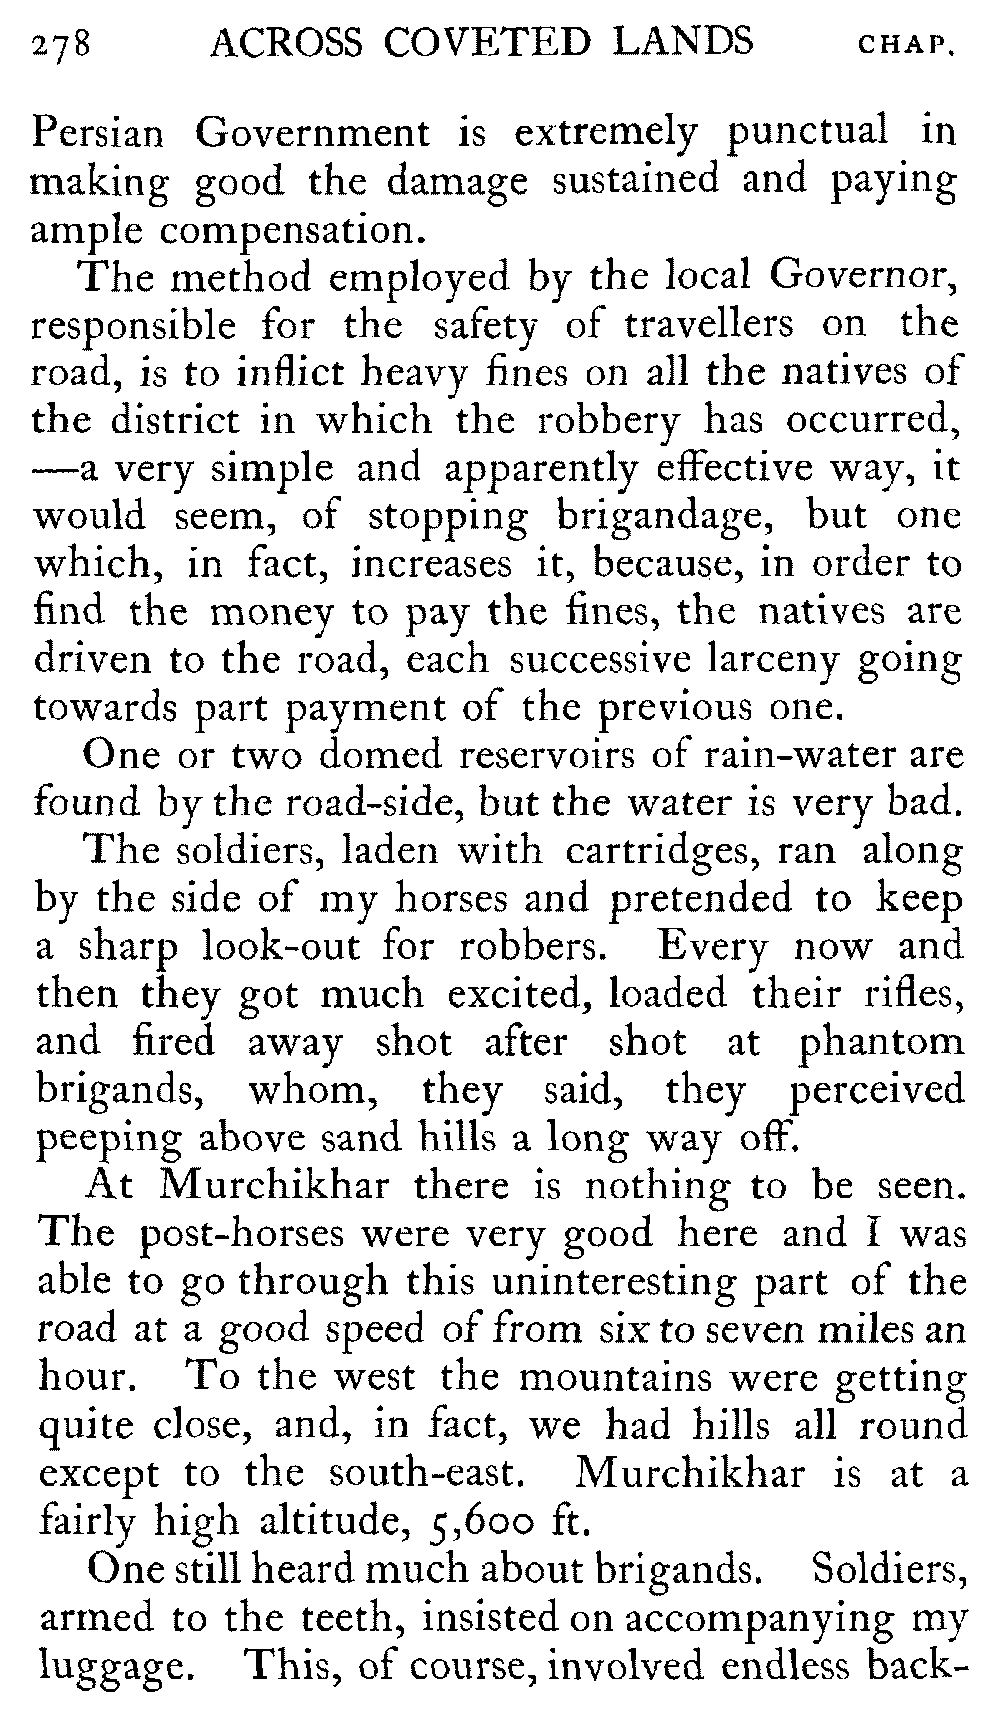 278 ACROSS COVETED LANDS CHAP.
Persian Government is extremely punctual in
making good the damage sustained and paying
ample compensation.
The method employed by the local Governor,
responsible for the safety of travellers on the
road, is to inflict heavy fines on all the natives of
the district in which the robbery has occurred,
—a very simple and apparently effective way, it
would seem, of stopping brigandage, but one
which, in fact, increases it, because, in order to
find the money to pay the fines, the natives are
driven to the road, each successive larceny going
towards part payment of the previous one.
One or two domed reservoirs of rain-water are
found by the road-side, but the water is very bad.
The soldiers, laden with cartridges, ran along
by the side of my horses and pretended to keep
a sharp look-out for robbers. Every now and
then they got much excited, loaded their rifles,
and fired away shot after shot at phantom
brigands, whom, they said, they perceived
peeping above sand hills a long way off.
At Murchikhar there is nothing to be seen.
The post-horses were very good here and I was
able to go through this uninteresting part of the
road at a good speed of from six to seven miles an
hour. To the west the mountains were getting
quite close, and, in fact, we had hills all round
except to the south-east. Murchikhar is at a
fairly high altitude, 5,600 ft.
One still heard much about brigands. Soldiers,
armed to the teeth, insisted on accompanying my
luggage. This, of course, involved endless back-